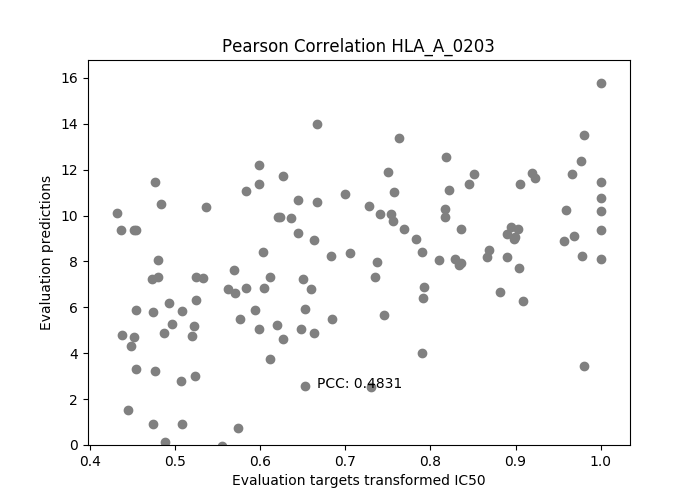 Pearson Correlation HLA_A_0203
16
14
12
10
8
6
4
2
0
Evaluation predictions
PCC: 0.4831
0.4 0.5 0.6 0.7 0.8 0.9 1.0
Evaluation targets transformed IC50